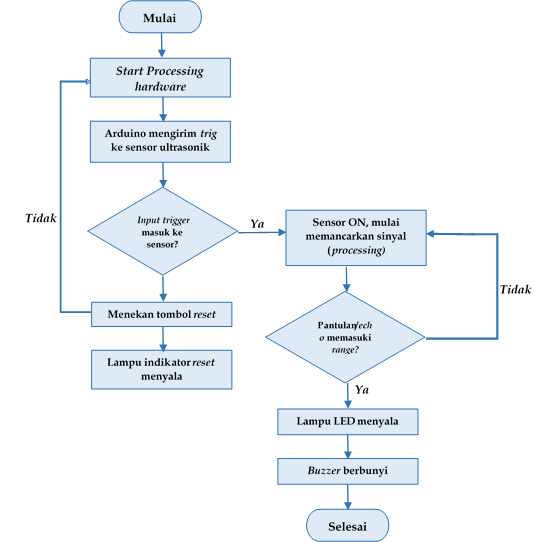 Mulai
Start Processing
hardware
Arduino mengirim trig
ke sensor ultrasonik
Input trigger
masuk ke
sensor?
Tidak
Ya
Menekan tombol reset
Lampu indikator reset
menyala
Sensor ON, mulai
memancarkan sinyal
(processing)
Pantulan/ech
o memasuki
range?
Tidak
Ya
Lampu LED menyala
Buzzer berbunyi
Selesai